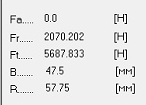 Fa..... 0.0 [H]
Fr..... 2070.202 [H]
Ft..... 5687.833 [H]
B....... 47.5 [мм]
R....... 57.75 [мм]